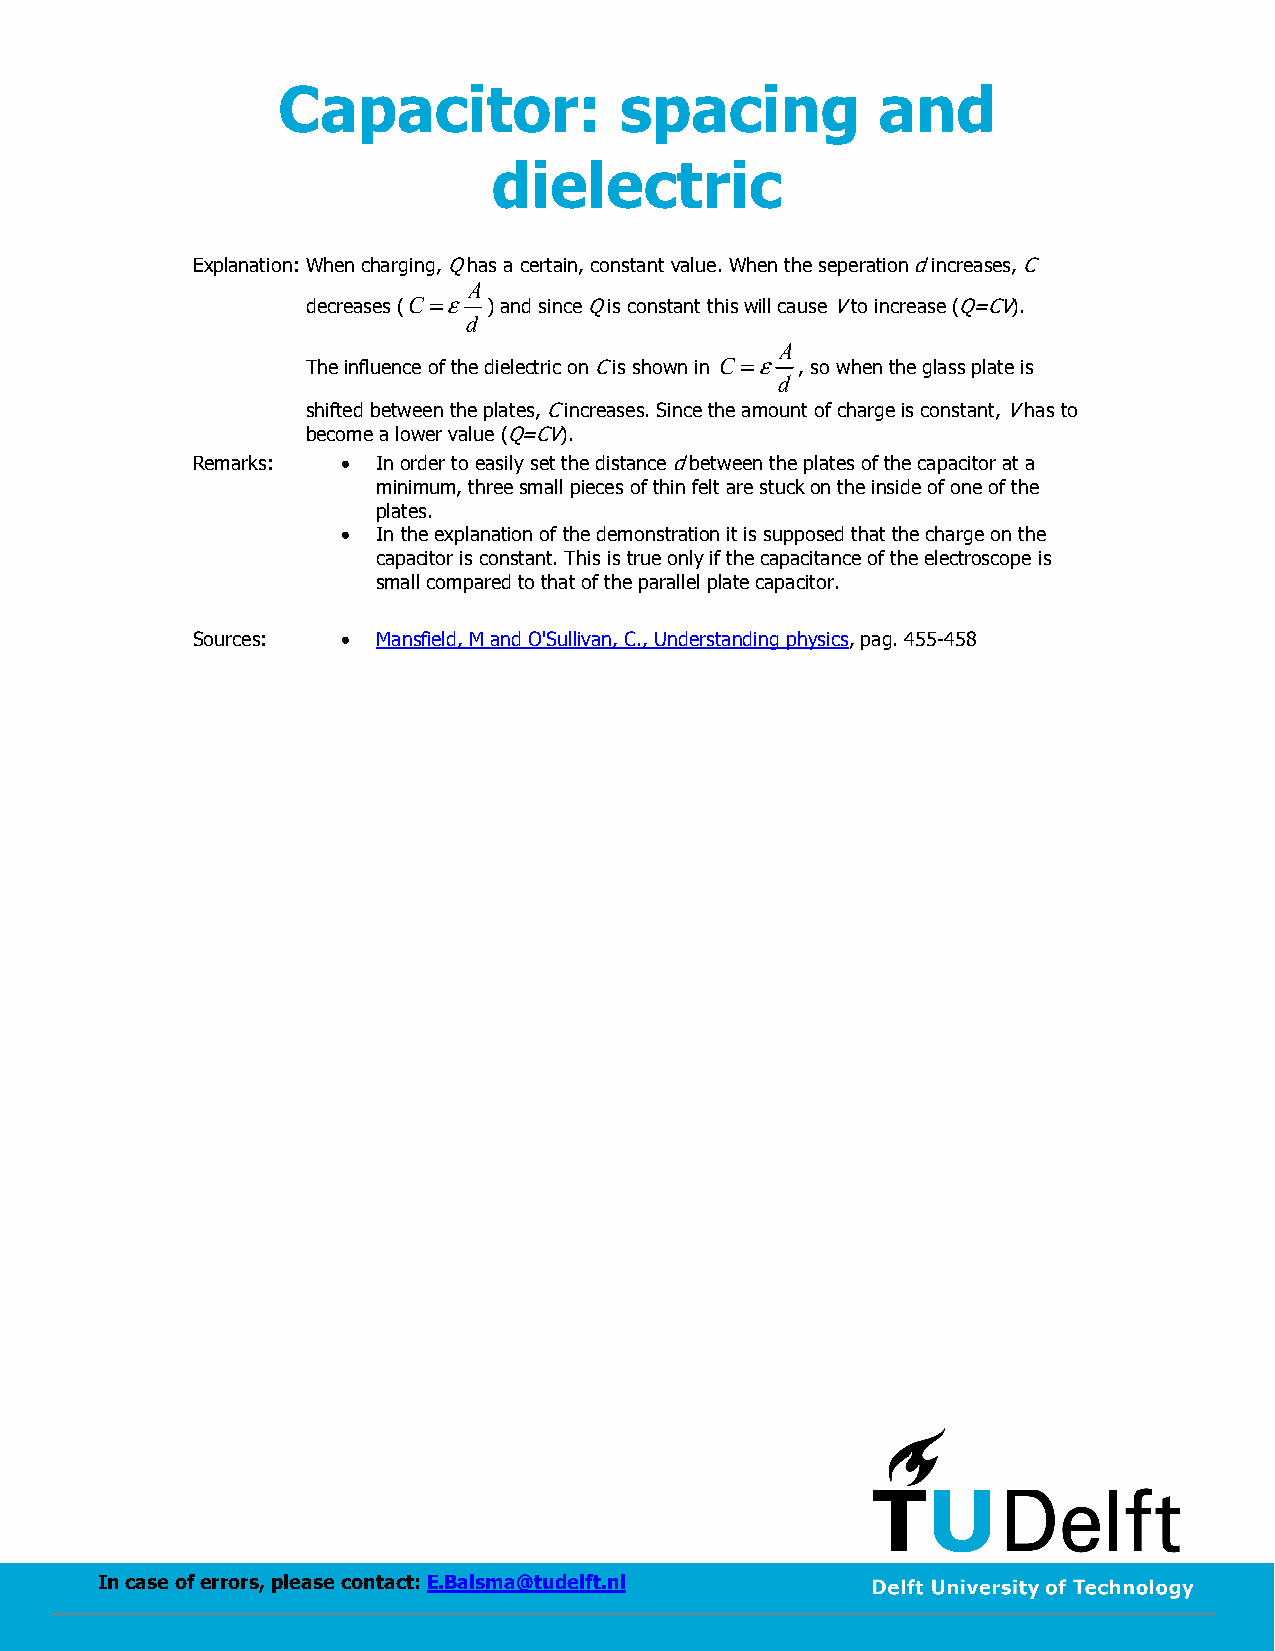 Capacitor: spacing and
dielectric
Explanation: When charging, Q has a certain, constant value. When the seperation d increases, C
decreases ( C = ε A/d ) and since Q is constant this will cause V to increase (Q=CV).
The influence of the dielectric on C is shown in C = ε A/d , so when the glass plate is
shifted between the plates, C increases. Since the amount of charge is constant, V has to
become a lower value (Q=CV).
Remarks: • In order to easily set the distance d between the plates of the capacitor at a
minimum, three small pieces of thin felt are stuck on the inside of one of the
plates.
• In the explanation of the demonstration it is supposed that the charge on the
capacitor is constant. This is true only if the capacitance of the electroscope is
small compared to that of the parallel plate capacitor.
Sources: • Mansfield, M and O'Sullivan, C., Understanding physics, pag. 455-458
TUDelft
In case of errors, please contact: E.Balsma@tudelft.nl
Delft University of Technology